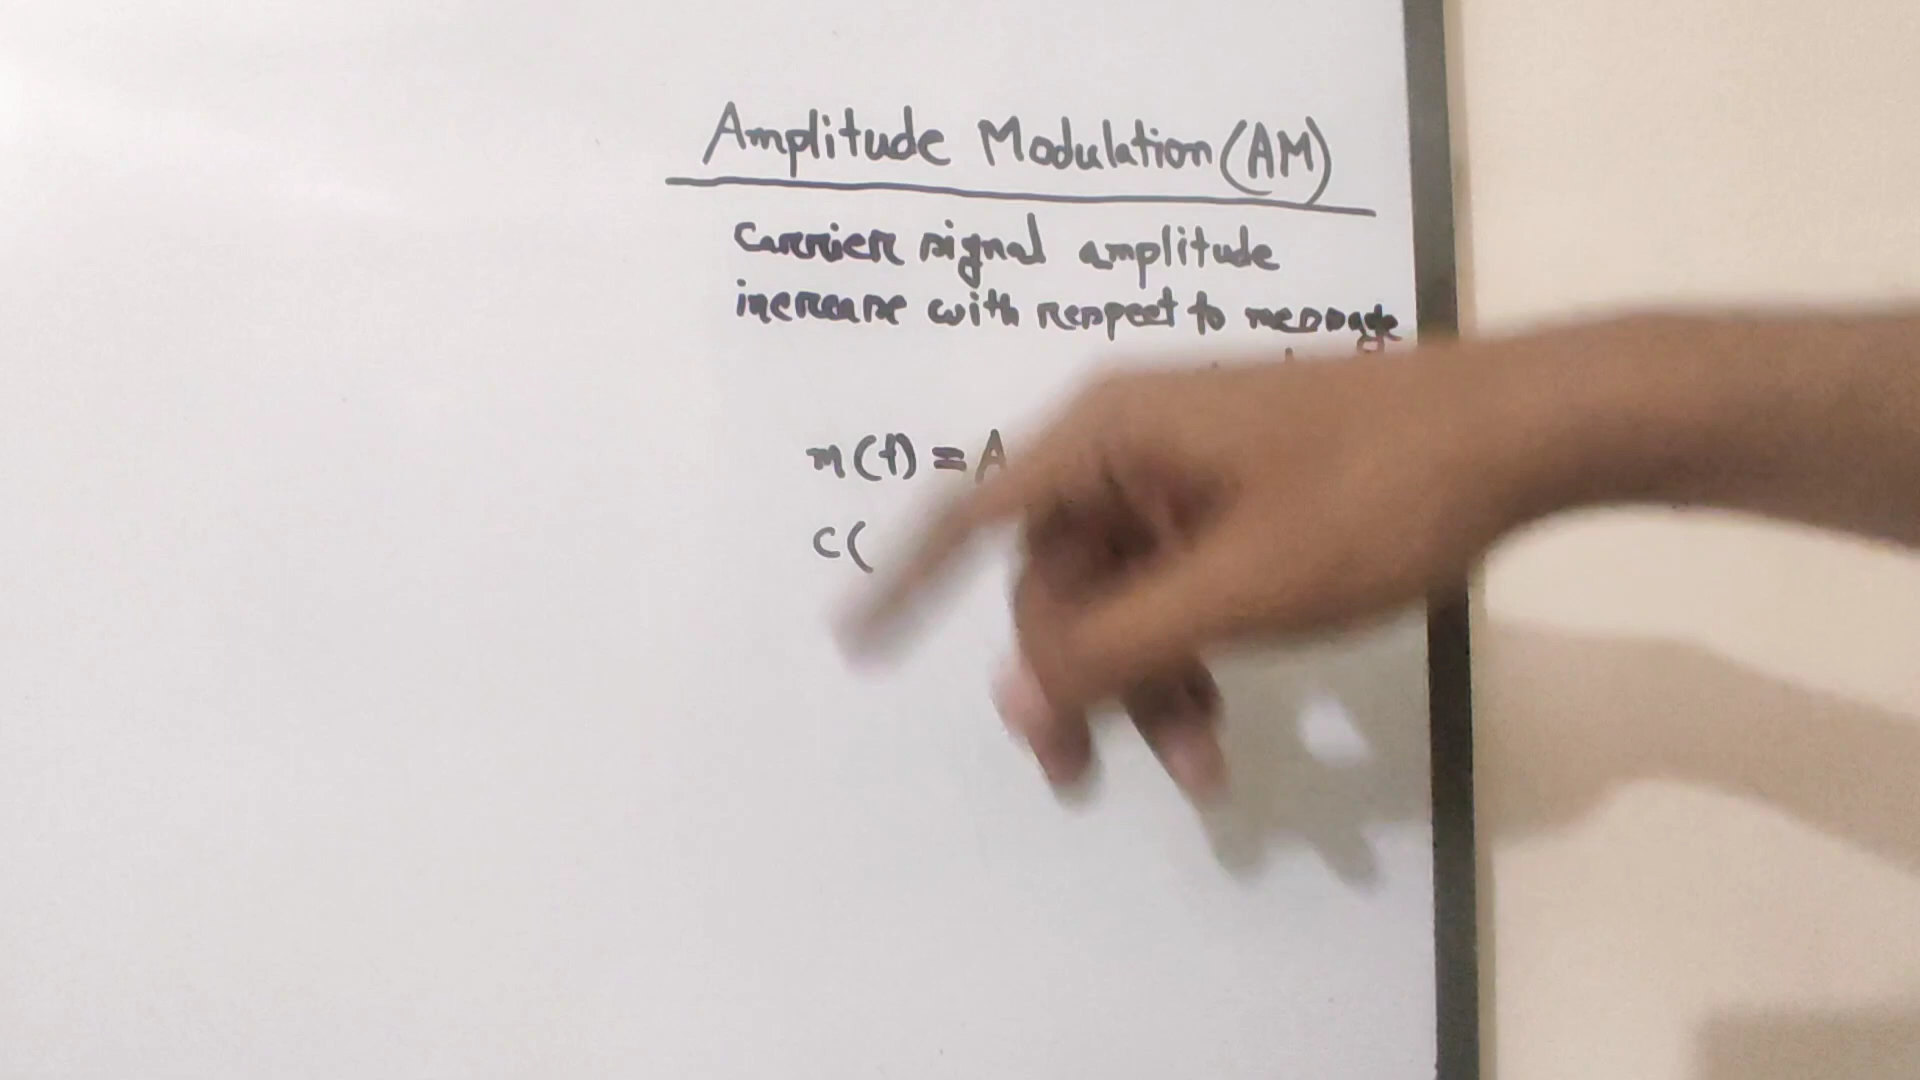 Amplitude Modulation (AM)
Carrier signal amplitude
increase with respect to message
m(t) = A
c(